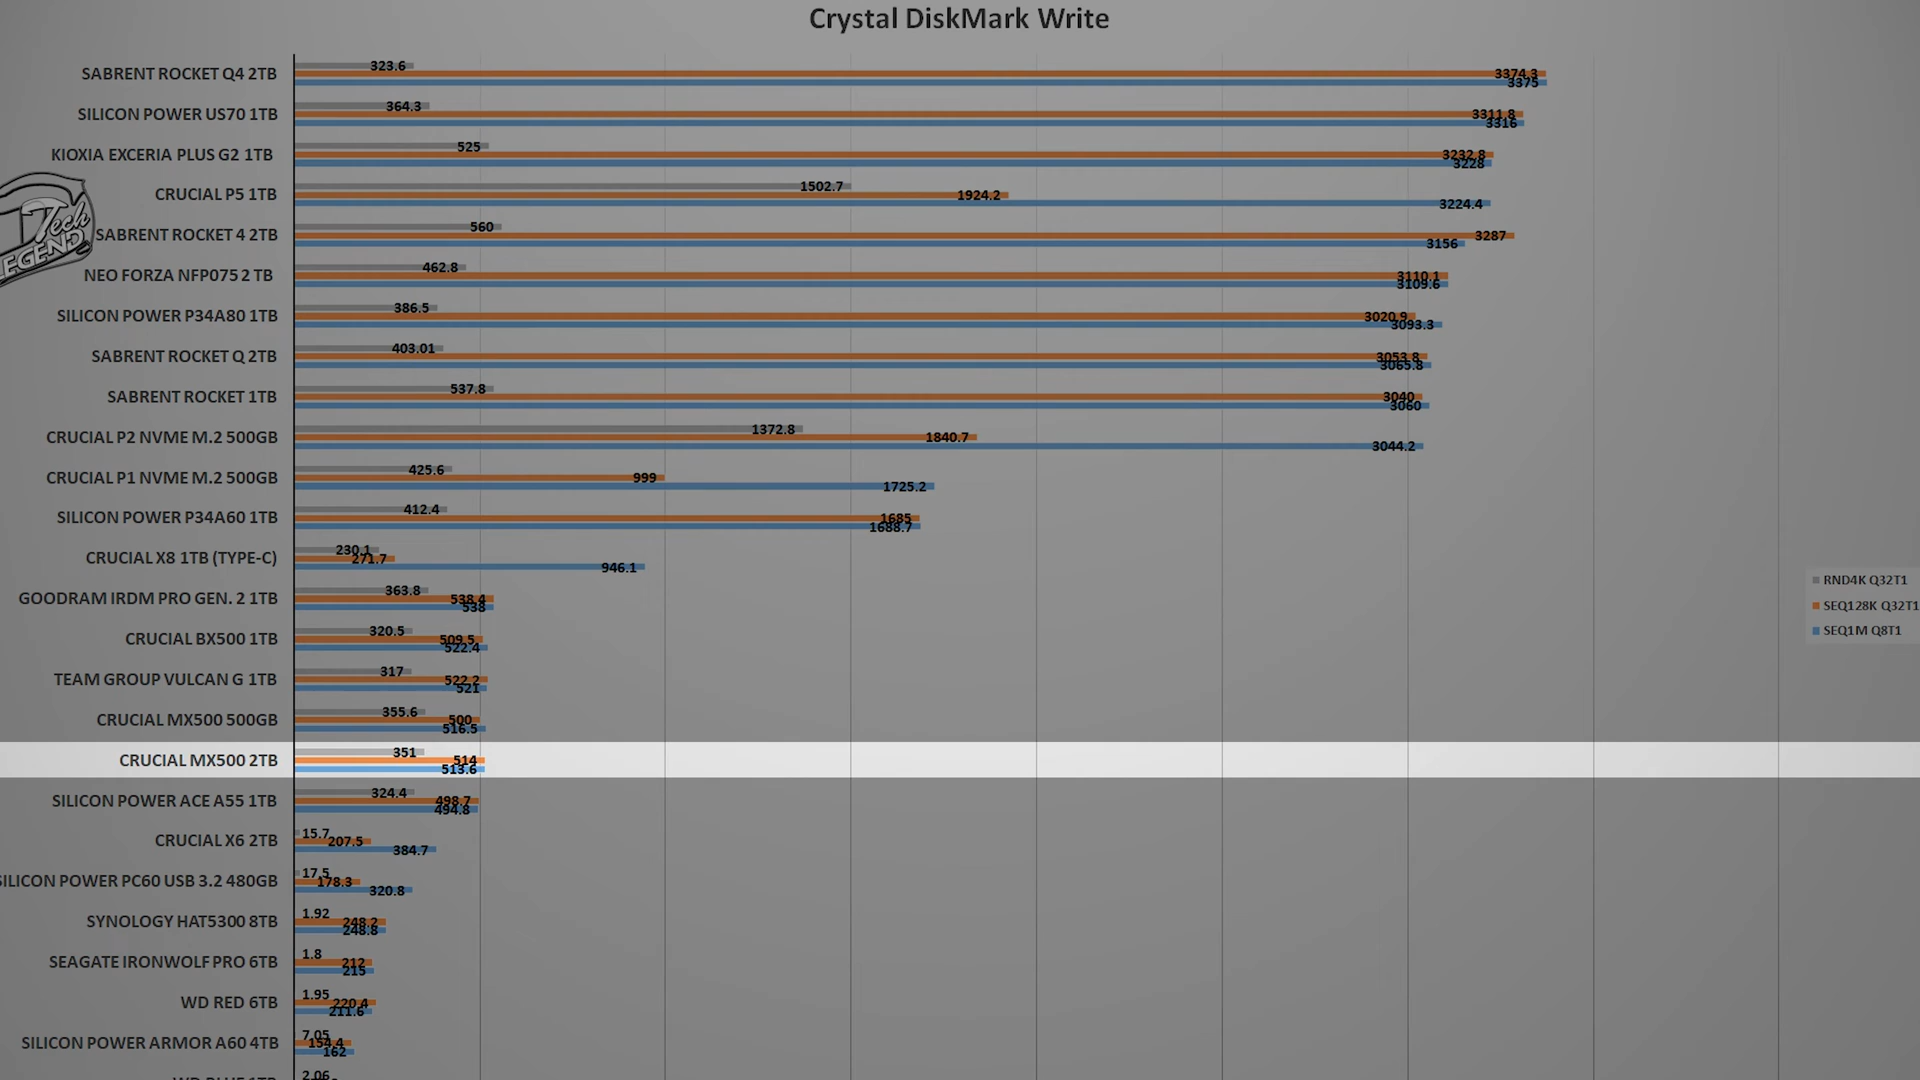 Crystal DiskMark Write
SABRENT ROCKET Q4 2TB 323.6 3374.3 3375
SILICON POWER US70 1TB 364.3 3311.8 3316
KIOXIA EXCERIA PLUS G2 1TB 525 3232.8 3228
CRUCIAL P5 1TB 1502.7 1924.2 3224.4
Tech LEGEND
SABRENT ROCKET 4 2TB 560 3287 3156
NEO FORZA NFP075 2 TB 462.8 3110.1 3109.6
SILICON POWER P34A80 1TB 386.5 3020.9 3093.3
SABRENT ROCKET Q 2TB 403.01 3053.8 3065.8
SABRENT ROCKET 1TB 537.8 3040 3060
CRUCIAL P2 NVME M.2 500GB 1372.8 1840.7 3044.2
CRUCIAL P1 NVME M.2 500GB 425.6 999 1725.2
SILICON POWER P34A60 1TB 412.4 1685 1688.7
CRUCIAL X8 1TB (TYPE-C) 230.1 271.7 946.1
GOODRAM IRDM PRO GEN. 2 1TB 363.8 538.4 538
CRUCIAL BX500 1TB 320.5 509.5 522.4
TEAM GROUP VULCAN G 1TB 317 522.2 521
CRUCIAL MX500 500GB 355.6 500 516.5
CRUCIAL MX500 2TB 351 514 513.6
SILICON POWER ACE A55 1TB 324.4 498.7 494.8
CRUCIAL X6 2TB 15.7 207.5 384.7
SILICON POWER PC60 USB 3.2 480GB 17.5 178.3 320.8
SYNOLOGY HAT5300 8TB 1.92 248.2 248.8
SEAGATE IRONWOLF PRO 6TB 1.8 212 215
WD RED 6TB 1.95 220.4 211.6
SILICON POWER ARMOR A60 4TB 7.05 154.4 162
2.06
RND4K Q32T1
SEQ128K Q32T1
SEQ1M Q8T1